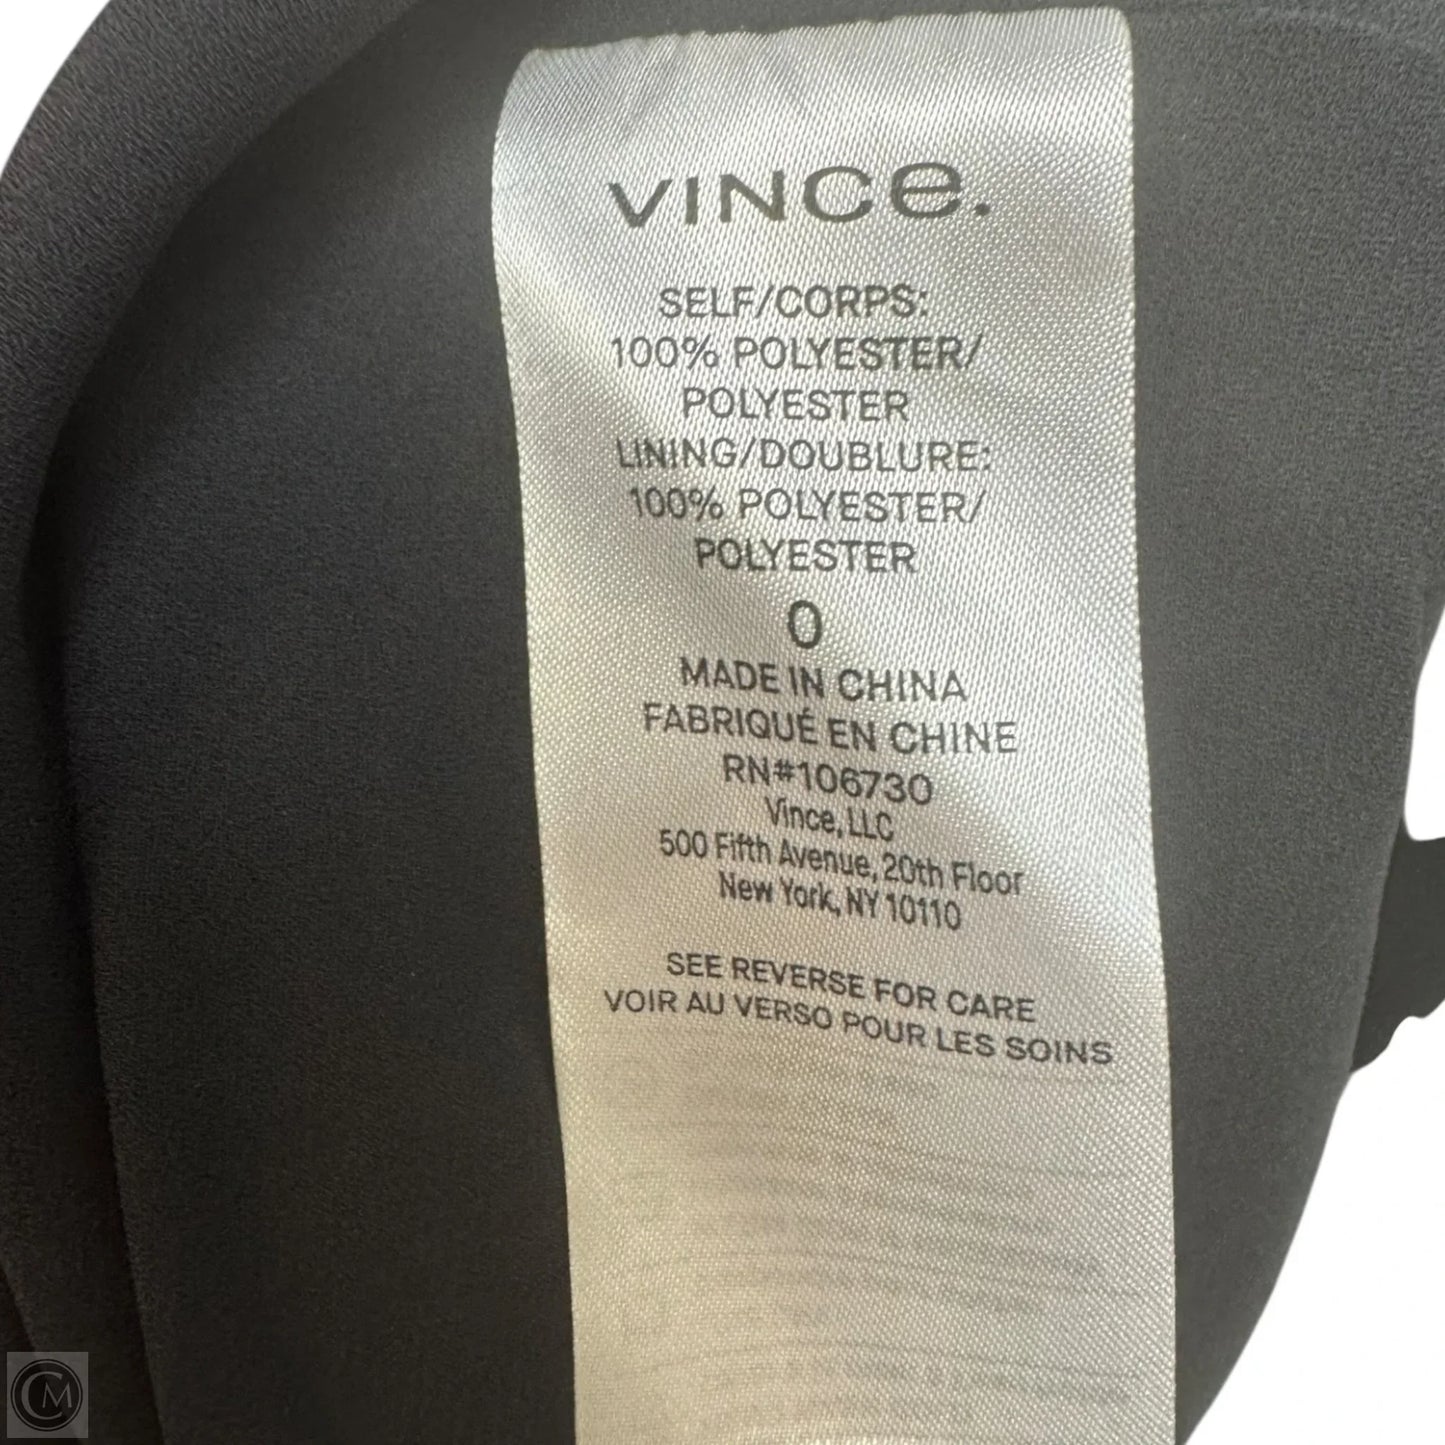 VINCe.
SELF/CORPS:
100% POLYESTER/
POLYESTER
LINING/DOUBLURE:
100% POLYESTER/
POLYESTER
0
MADE IN CHINA
FABRIQUÉ EN CHINE
RN#106730
Vince, LLC
500 Fifth Avenue, 20th Floor
New York, NY 10110
SEE REVERSE FOR CARE
VOIR AU VERSO POUR LES SOINS
CM